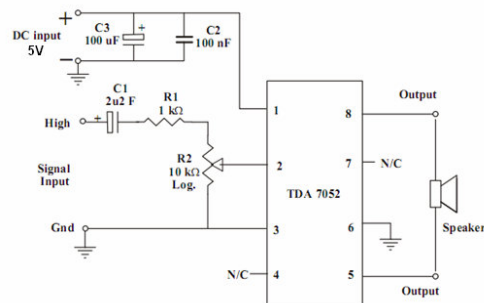 +
C3
100 uF
+
C2
100 nF
DC input
5V
−
C1
2u2 F
+
R1
1 kΩ
High
R2
10 kΩ
Log.
Signal
Input
Gnd
N/C
1
2
3
4
TDA 7052
8
7
6
5
Output
N/C
Speaker
Output